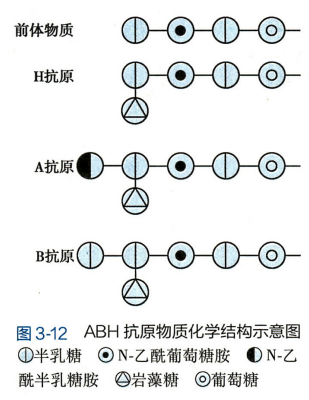 前体物质
H抗原
A抗原
B抗原
图 3-12 ABH 抗原物质化学结构示意图
半乳糖 N-乙酰葡萄糖胺 N-乙
酰半乳糖胺 岩藻糖 葡萄糖